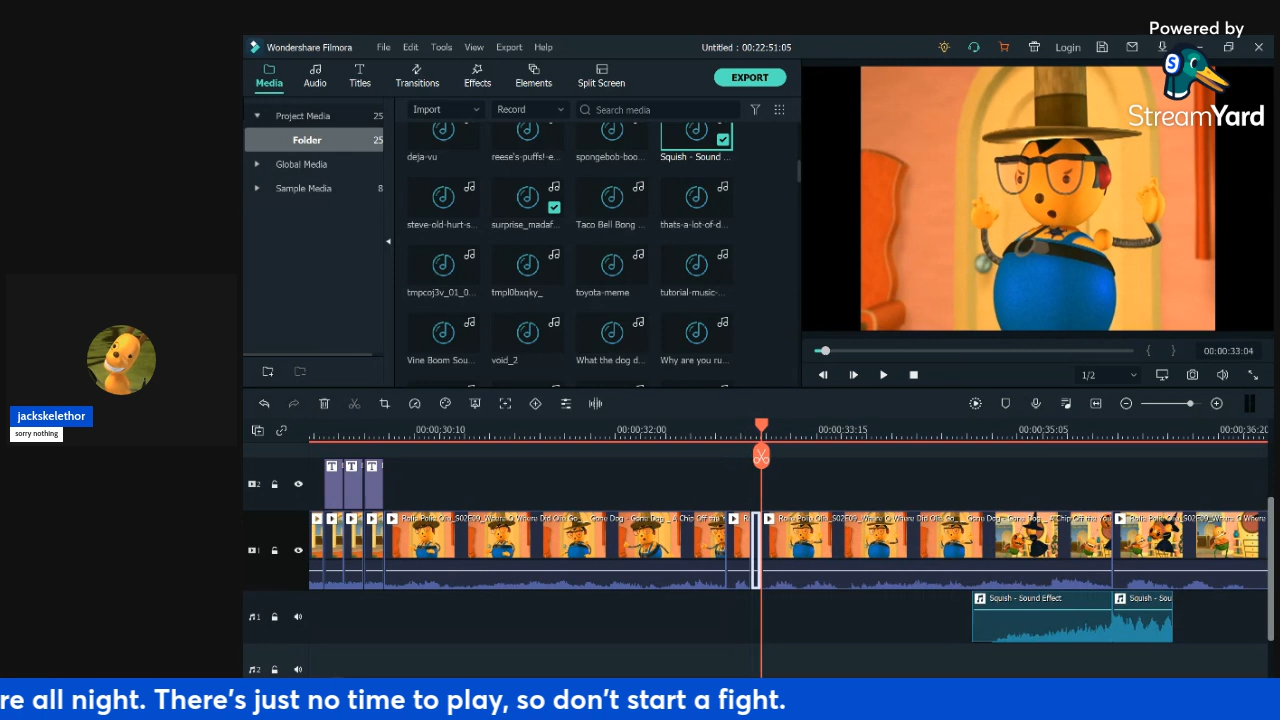 Powered by
StreamYard
Wondershare Filmora
File Edit Tools View Export Help
Untitled : 00:22:51:05
Login
Media Audio Titles Transitions Effects Elements Split Screen
EXPORT
Import Record Search media
Project Media 25
Folder 25
Global Media
Sample Media 8
deja-vu reese's-puffs!-e... spongebob-boo... Squish - Sound ...
steve-old-hurt-s... surprise_madaf... Taco Bell Bong ... thats-a-lot-of-d...
tmpcoj3v_01_0... tmpl0bxqky_ toyota-meme tutorial-music-...
Vine Boom Sou... void_2 What the dog d... Why are you ru...
00:00:33:04
1/2
jackskelethor
sorry nothing
00:00:30:10 00:00:32:00 00:00:33:15 00:00:35:05 00:00:36:20
T T T
2
1
Squish - Sound Effect Squish - Sou
1
2
re all night. There's just no time to play, so don't start a fight.